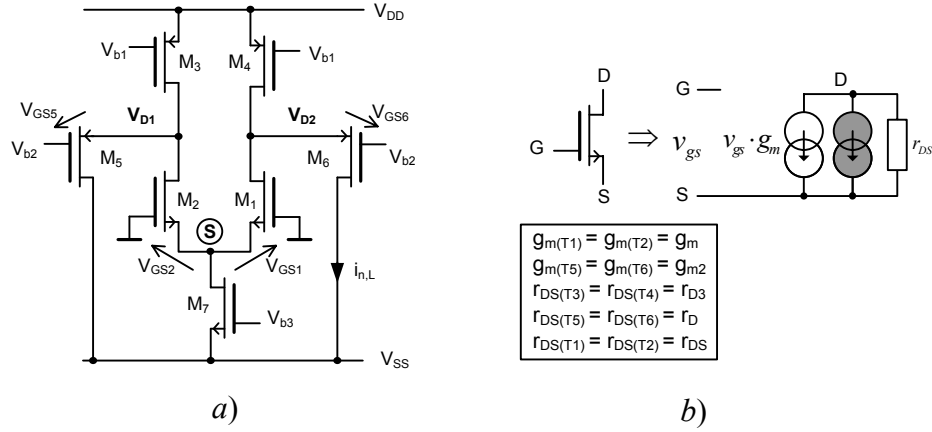 V_DD
V_b1
M_3
M_4
V_b1
V_GS5
V_D1
V_D2
V_GS6
V_b2
M_5
M_6
V_b2
M_2
M_1
S
V_GS2
V_GS1
i_n,L
M_7
V_b3
V_SS
a)
D
G
S
⇒
G
D
v_gs
v_gs · g_m
r_DS
S
g_m(T1) = g_m(T2) = g_m
g_m(T5) = g_m(T6) = g_m2
r_DS(T3) = r_DS(T4) = r_D3
r_DS(T5) = r_DS(T6) = r_D
r_DS(T1) = r_DS(T2) = r_DS
b)